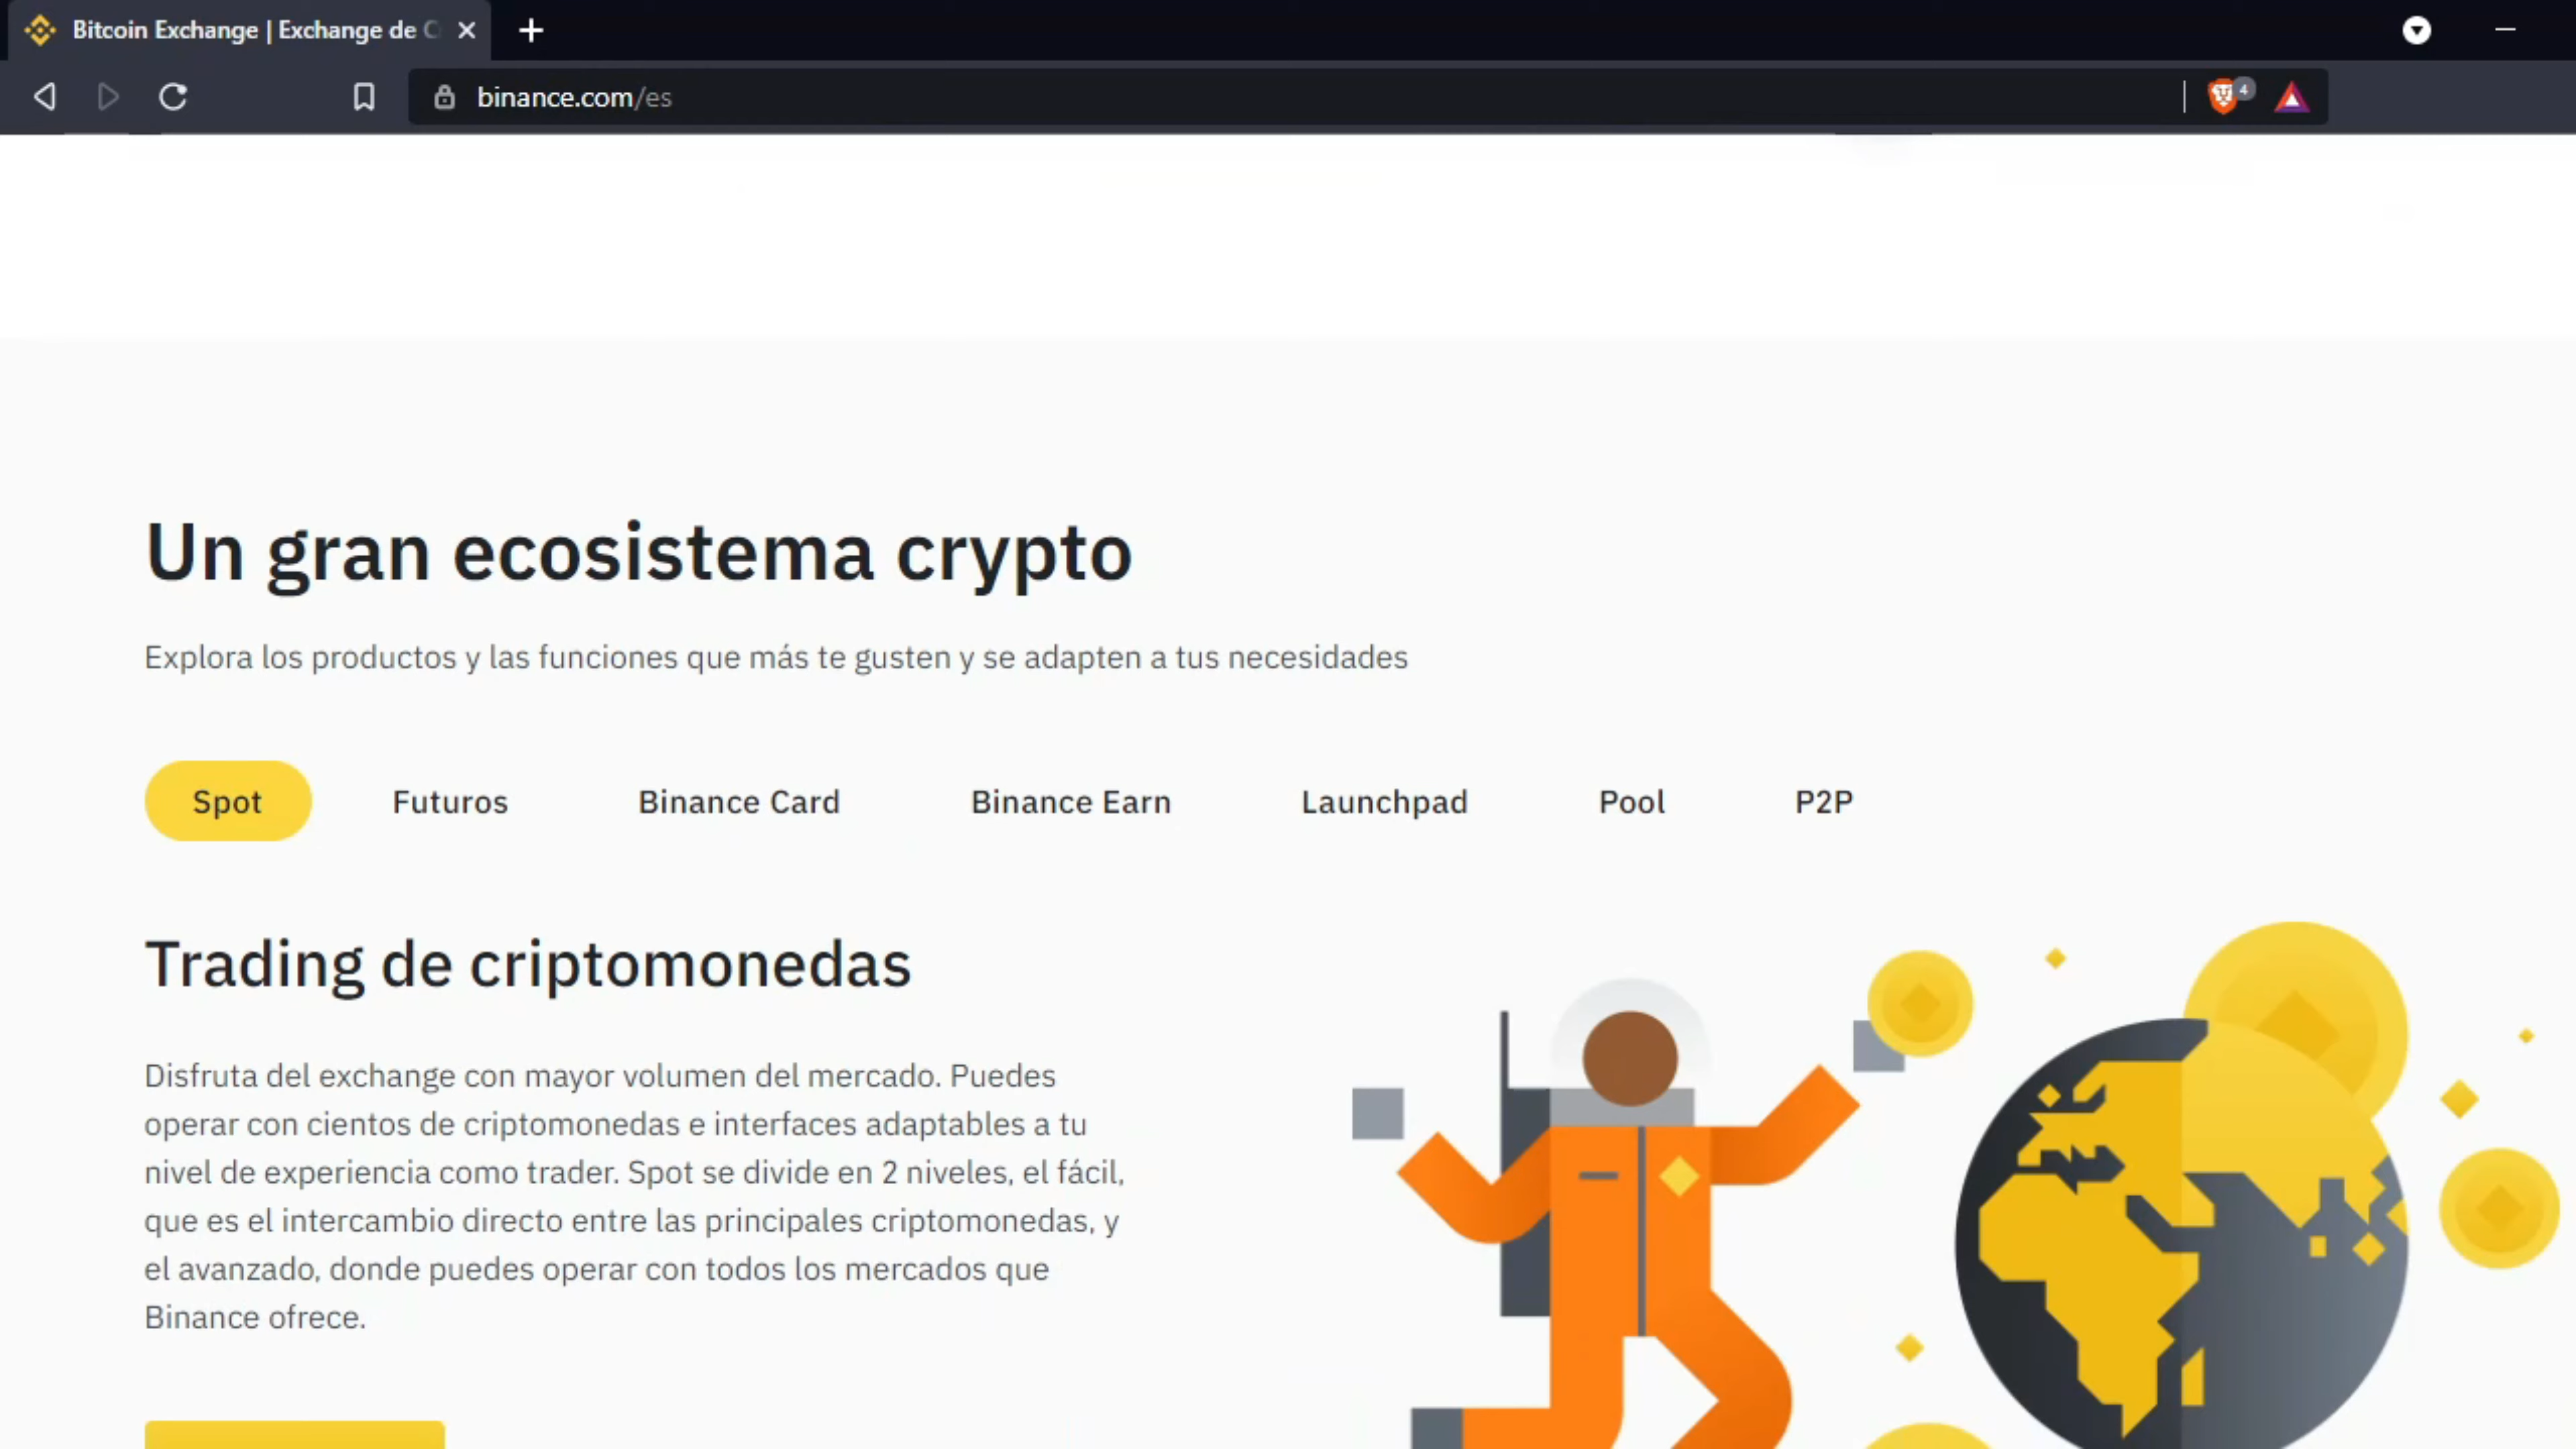 Bitcoin Exchange | Exchange de
binance.com/es
4
Un gran ecosistema crypto
Explora los productos y las funciones que más te gusten y se adapten a tus necesidades
Spot Futuros Binance Card Binance Earn Launchpad Pool P2P
Trading de criptomonedas
Disfruta del exchange con mayor volumen del mercado. Puedes
operar con cientos de criptomonedas e interfaces adaptables a tu
nivel de experiencia como trader. Spot se divide en 2 niveles, el fácil,
que es el intercambio directo entre las principales criptomonedas, y
el avanzado, donde puedes operar con todos los mercados que
Binance ofrece.